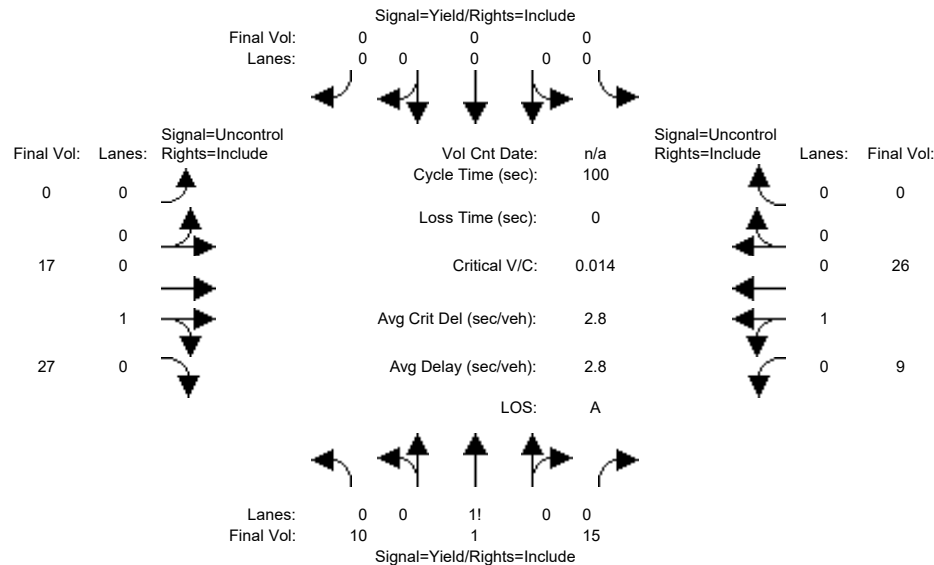 Signal=Yield/Rights=Include
Final Vol: 0 0 0
Lanes: 0 0 0 0 0
Signal=Uncontrol Signal=Uncontrol
Final Vol: Lanes: Rights=Include Vol Cnt Date: n/a Rights=Include Lanes: Final Vol:
Cycle Time (sec): 100
0 0 0 0
Loss Time (sec): 0
0 0
17 0 Critical V/C: 0.014 0 26
1 Avg Crit Del (sec/veh): 2.8 1
27 0 Avg Delay (sec/veh): 2.8 0 9
LOS: A
Lanes: 0 0 1! 0 0
Final Vol: 10 1 15
Signal=Yield/Rights=Include